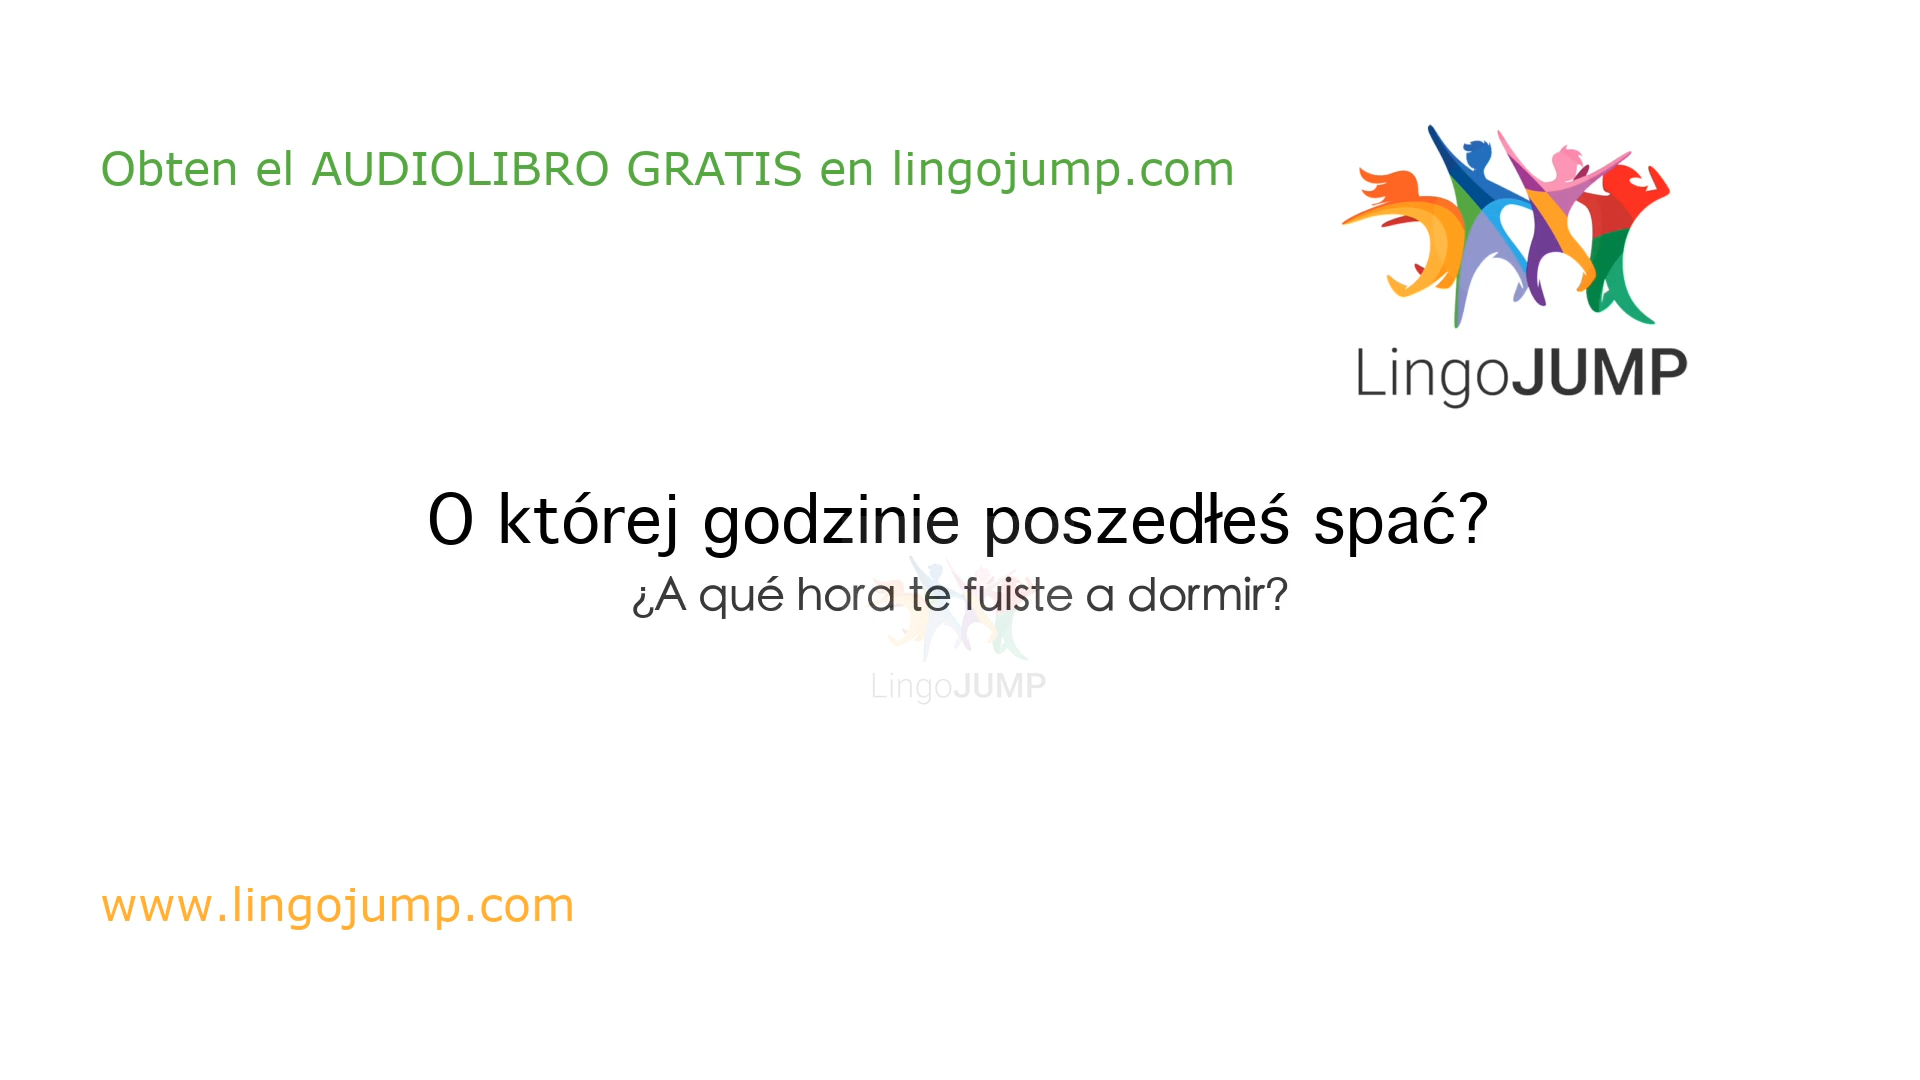 Obten el AUDIOLIBRO GRATIS en lingojump.com
LingoJUMP
O której godzinie poszedłeś spać?
¿A qué hora te fuiste a dormir?
LingoJUMP
www.lingojump.com